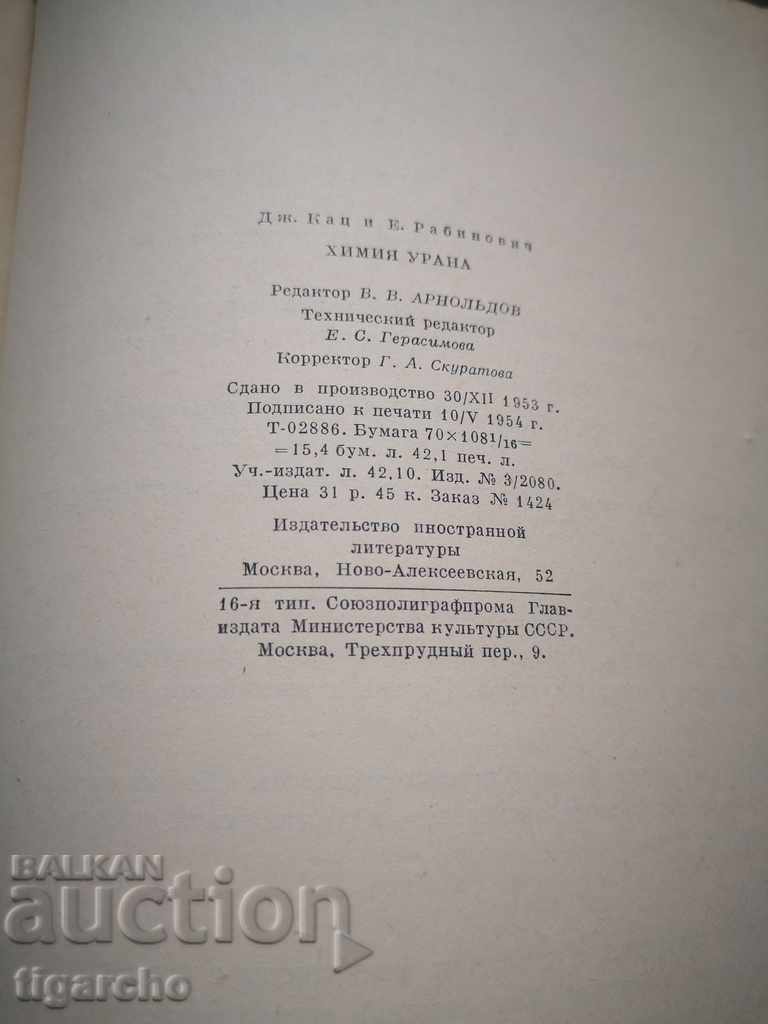 Дж. Кац и Е. Рабинович
ХИМИЯ УРАНА
Редактор В. В. АРНОЛЬДОВ
Технический редактор
Е. С. Герасимова
Корректор Г. А. Скуратова
Сдано в производство 30/XII 1953 г.
Подписано к печати 10/V 1954 г.
Т-02886. Бумага 70×108¹/₁₆=
=15,4 бум. л. 42,1 печ. л.
Уч.-издат. л. 42,10. Изд. № 3/2080.
Цена 31 р. 45 к. Заказ № 1424
Издательство иностранной
литературы
Москва, Ново-Алексеевская, 52
16-я тип. Союзполиграфпрома Глав-
издата Министерства культуры СССР.
Москва, Трехпрудный пер., 9.
BALKAN
auction
tigarcho